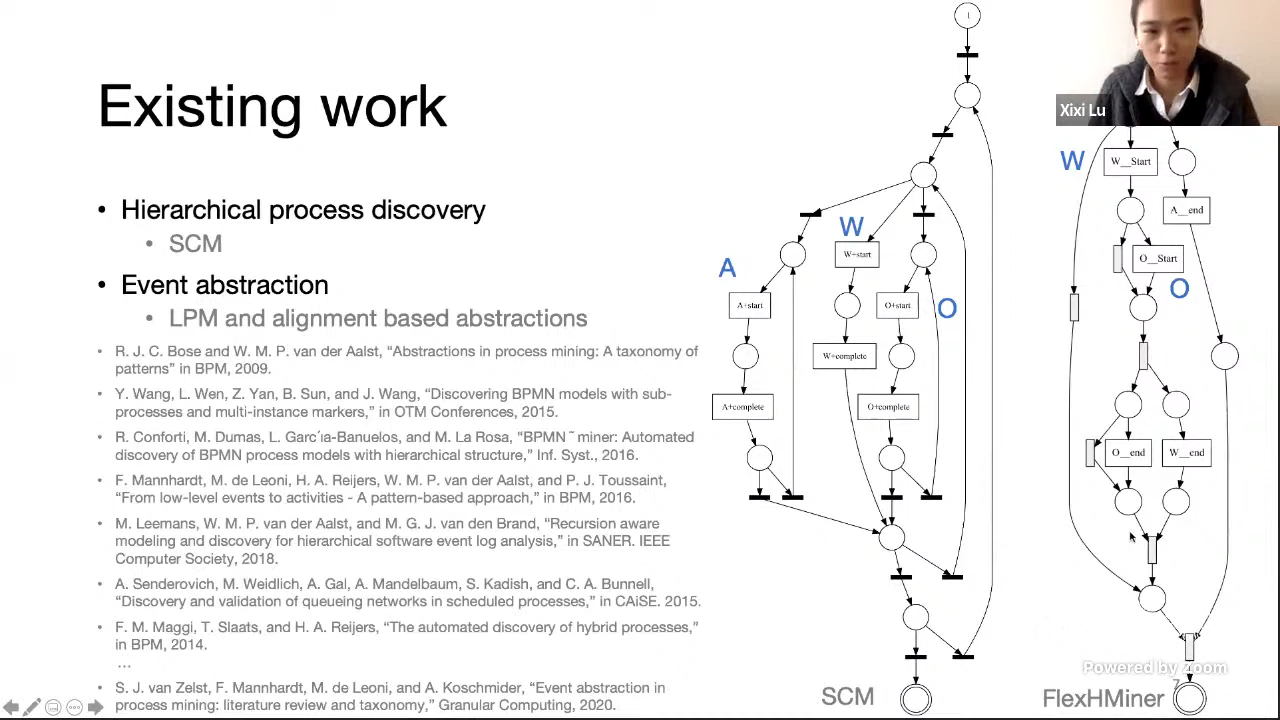 Existing work
• Hierarchical process discovery
• SCM
• Event abstraction
• LPM and alignment based abstractions
• R. J. C. Bose and W. M. P. van der Aalst, “Abstractions in process mining: A taxonomy of
patterns” in BPM, 2009.
• Y. Wang, L. Wen, Z. Yan, B. Sun, and J. Wang, “Discovering BPMN models with sub-
processes and multi-instance markers,” in OTM Conferences, 2015.
• R. Conforti, M. Dumas, L. Garc´ıa-Banuelos, and M. La Rosa, “BPMN ˜ miner: Automated
discovery of BPMN process models with hierarchical structure,” Inf. Syst., 2016.
• F. Mannhardt, M. de Leoni, H. A. Reijers, W. M. P. van der Aalst, and P. J. Toussaint,
“From low-level events to activities - A pattern-based approach,” in BPM, 2016.
• M. Leemans, W. M. P. van der Aalst, and M. G. J. van den Brand, “Recursion aware
modeling and discovery for hierarchical software event log analysis,” in SANER. IEEE
Computer Society, 2018.
• A. Senderovich, M. Weidlich, A. Gal, A. Mandelbaum, S. Kadish, and C. A. Bunnell,
“Discovery and validation of queueing networks in scheduled processes,” in CAiSE. 2015.
• F. M. Maggi, T. Slaats, and H. A. Reijers, “The automated discovery of hybrid processes,”
in BPM, 2014.
...
• S. J. van Zelst, F. Mannhardt, M. de Leoni, and A. Koschmider, “Event abstraction in
process mining: literature review and taxonomy,” Granular Computing, 2020.
A
W
O
A+start
W+start
O+start
W+complete
A+complete
O+complete
SCM
Xixi Lu
W
W__Start
A__end
O__Start
O
O__end
W__end
Powered by zoom
7
FlexHMiner